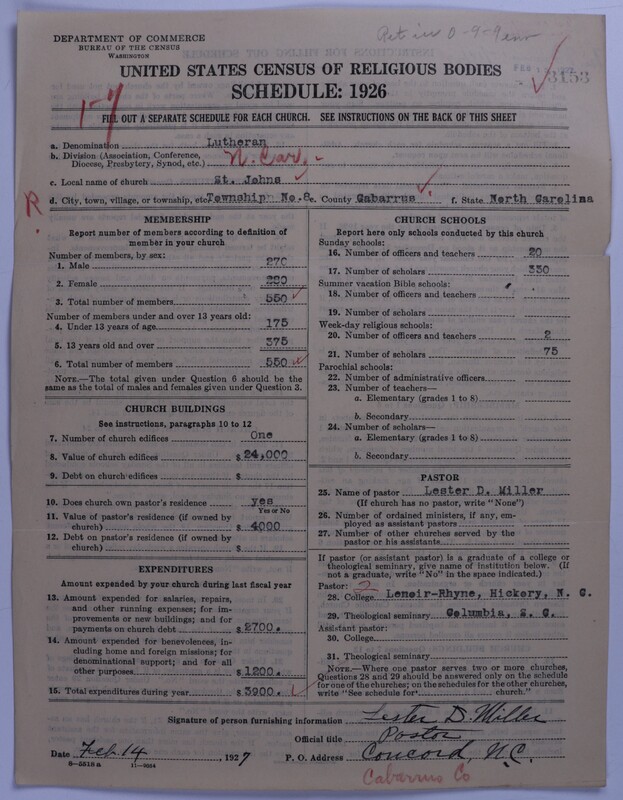 Ret in 0-9-9
DEPARTMENT OF COMMERCE
BUREAU OF THE CENSUS
WASHINGTON
FEB
3153
UNITED STATES CENSUS OF RELIGIOUS BODIES
SCHEDULE: 1926
1-7
FILL OUT A SEPARATE SCHEDULE FOR EACH CHURCH. SEE INSTRUCTIONS ON THE BACK OF THIS SHEET
a. Denomination Lutheran
b. Division (Association, Conference, Diocese, Presbytery, Synod, etc.) N. Car.
c. Local name of church St. Johns
R. d. City, town, village, or township, etc. Township No. 8 e. County Cabarrus f. State North Carolina
MEMBERSHIP
Report number of members according to definition of
member in your church
Number of members, by sex:
1. Male 270
2. Female 280
3. Total number of members 550
Number of members under and over 13 years old:
4. Under 13 years of age 175
5. 13 years old and over 375
6. Total number of members 550
NOTE.—The total given under Question 6 should be the
same as the total of males and females given under Question 3.
CHURCH BUILDINGS
See instructions, paragraphs 10 to 12
7. Number of church edifices One
8. Value of church edifices $24,000
9. Debt on church edifices $
10. Does church own pastor's residence yes
Yes or No
11. Value of pastor's residence (if owned by
church) $4000
12. Debt on pastor's residence (if owned by
church) $
EXPENDITURES
Amount expended by your church during last fiscal year
13. Amount expended for salaries, repairs,
and other running expenses; for im-
provements or new buildings; and for
payments on church debt $2700.
14. Amount expended for benevolences, in-
cluding home and foreign missions; for
denominational support; and for all
other purposes $1200.
15. Total expenditures during year $3900.
CHURCH SCHOOLS
Report here only schools conducted by this church
Sunday schools:
16. Number of officers and teachers 20
17. Number of scholars 330
Summer vacation Bible schools:
18. Number of officers and teachers
19. Number of scholars
Week-day religious schools:
20. Number of officers and teachers 2
21. Number of scholars 75
Parochial schools:
22. Number of administrative officers
23. Number of teachers—
a. Elementary (grades 1 to 8)
b. Secondary
24. Number of scholars—
a. Elementary (grades 1 to 8)
b. Secondary
PASTOR
25. Name of pastor Lester D. Miller
(If church has no pastor, write "None")
26. Number of ordained ministers, if any, em-
ployed as assistant pastors
27. Number of other churches served by the
pastor or his assistants
If pastor (or assistant pastor) is a graduate of a college or
theological seminary, give name of institution below. (If
not a graduate, write "No" in the space indicated.)
Pastor: 2
28. College Lenoir-Rhyne, Hickory, N. C.
29. Theological seminary Columbia, S. C.
Assistant pastor:
30. College
31. Theological seminary
NOTE.—Where one pastor serves two or more churches,
Questions 28 and 29 should be answered only on the schedule
for one of the churches; on the schedules for the other churches,
write "See schedule for church."
Signature of person furnishing information Lester D. Miller
Official title Pastor
Date Feb. 14, 1927 P. O. Address Concord, N.C.
8-5518 a 11-9264
Cabarrus Co